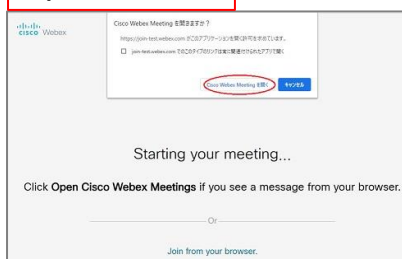 cisco Webex
Cisco Webex Meeting を開きますか？
https://join-test.webex.com がこのアプリケーションを開く許可を求めています。
join-test.webex.com でこのタイプのリンクは常に関連付けられたアプリで開く
Cisco Webex Meeting を開く
キャンセル
Starting your meeting...
Click Open Cisco Webex Meetings if you see a message from your browser.
Or
Join from your browser.